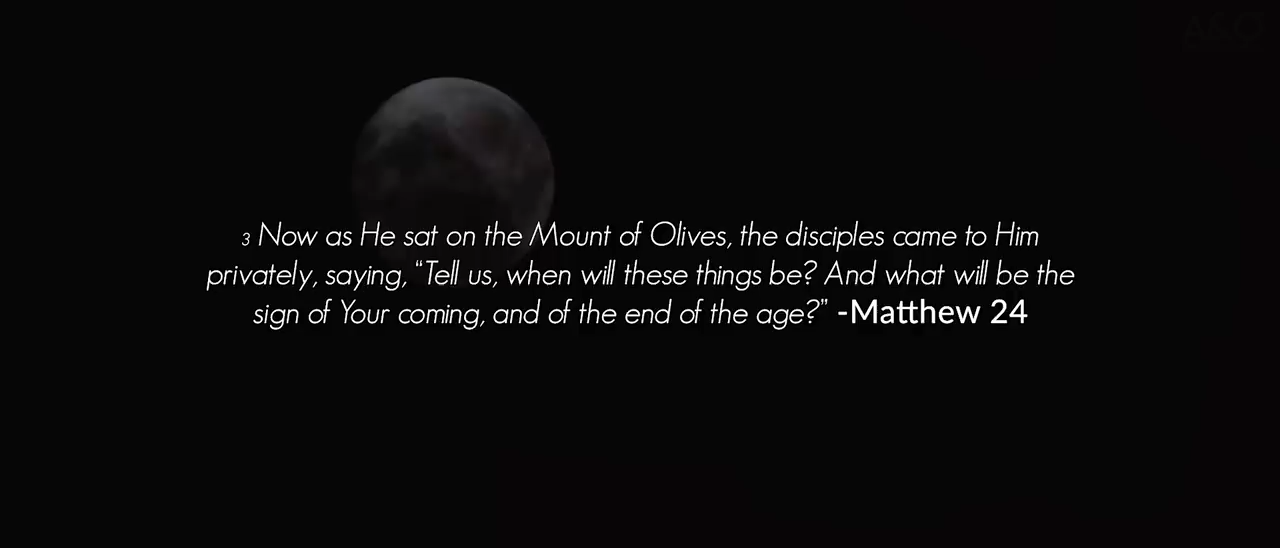 3 Now as He sat on the Mount of Olives, the disciples came to Him
privately, saying, “Tell us, when will these things be? And what will be the
sign of Your coming, and of the end of the age?” -Matthew 24